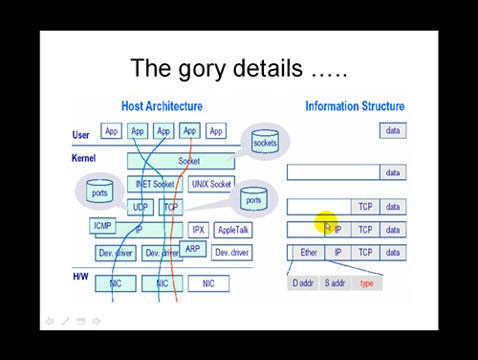 The gory details .....
Host Architecture
Information Structure
User
App
App
App
App
App
data
sockets
Kernel
Socket
data
INET Socket
UNIX Socket
ports
ports
UDP
TCP
TCP
data
ICMP
IP
IPX
AppleTalk
IP
TCP
data
Dev. driver
Dev. driver
ARP
Dev. driver
Ether
IP
TCP
data
H/W
NIC
NIC
NIC
D addr
S addr
type